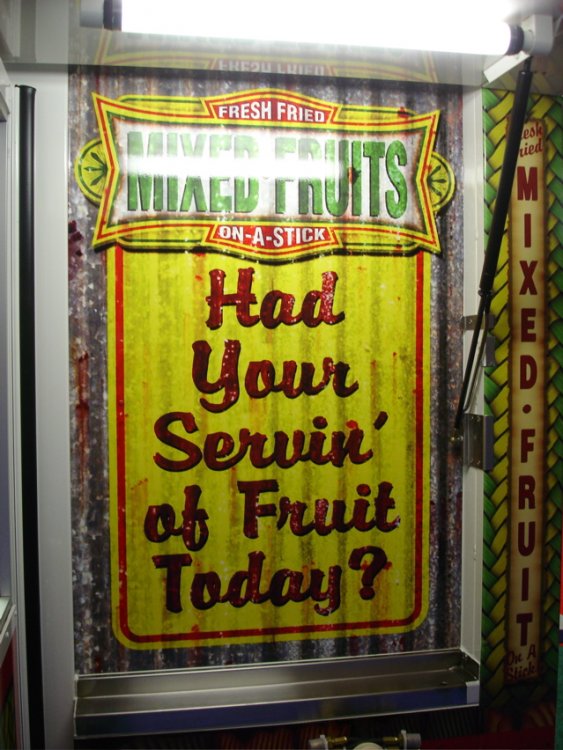 FRESH FRIED
MIXED FRUITS
ON-A-STICK
Had
Your
Servin'
of Fruit
Today?
Fresh
Fried
MIXED·FRUIT
On A
Stick